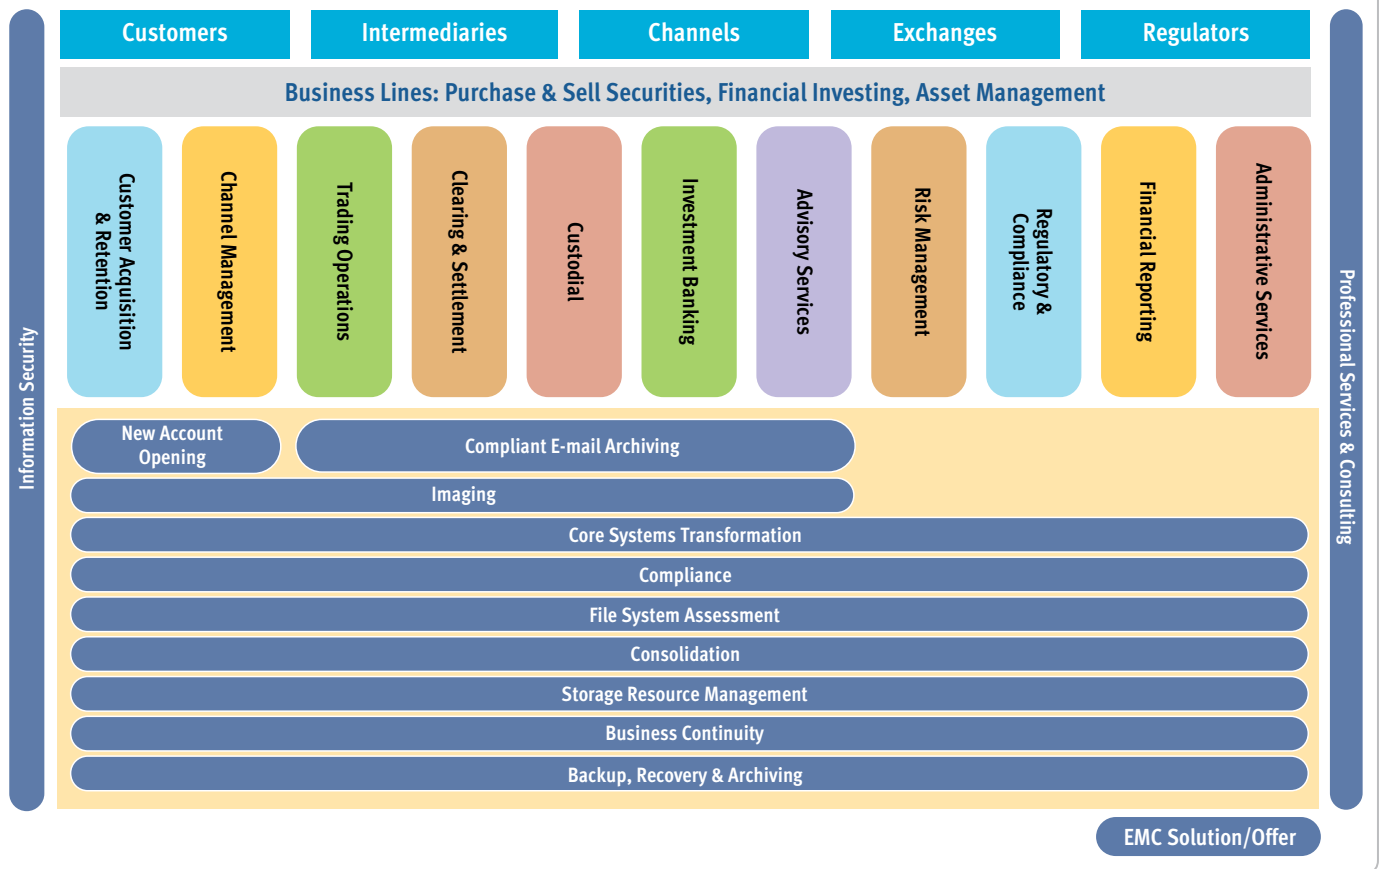 Customers
Intermediaries
Channels
Exchanges
Regulators
Business Lines: Purchase & Sell Securities, Financial Investing, Asset Management
Information Security
Customer Acquisition
& Retention
Channel Management
Trading Operations
Clearing & Settlement
Custodial
Investment Banking
Advisory Services
Risk Management
Regulatory &
Compliance
Financial Reporting
Administrative Services
Professional Services & Consulting
New Account
Opening
Compliant E-mail Archiving
Imaging
Core Systems Transformation
Compliance
File System Assessment
Consolidation
Storage Resource Management
Business Continuity
Backup, Recovery & Archiving
EMC Solution/Offer